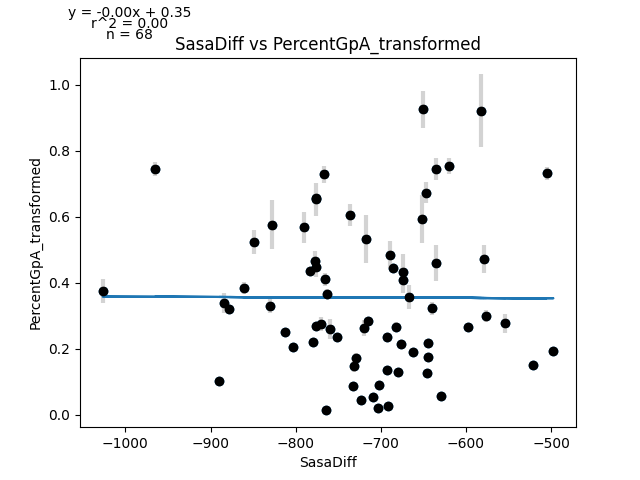 y = -0.00x + 0.35
r^2 = 0.00
n = 68
SasaDiff vs PercentGpA_transformed
PercentGpA_transformed
1.0
0.8
0.6
0.4
0.2
0.0
−1000 −900 −800 −700 −600 −500
SasaDiff